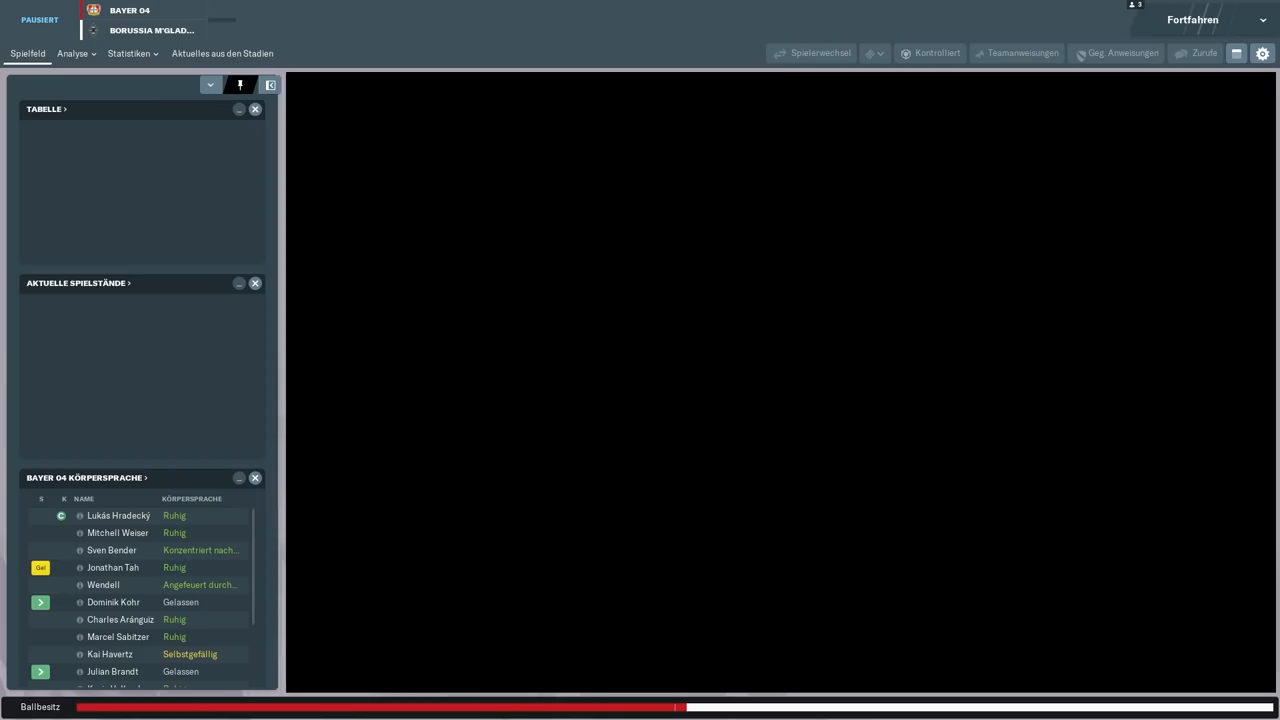 PAUSIERT
BAYER 04
BORUSSIA M'GLAD...
3
Fortfahren
Spielfeld Analyse Statistiken Aktuelles aus den Stadien
Spielerwechsel Kontrolliert Teamanweisungen Geg. Anweisungen Zurufe
TABELLE >
AKTUELLE SPIELSTÄNDE >
BAYER 04 KÖRPERSPRACHE >
S K NAME KÖRPERSPRACHE
C Lukás Hradecký Ruhig
Mitchell Weiser Ruhig
Sven Bender Konzentriert nach...
Gel Jonathan Tah Ruhig
Wendell Angefeuert durch...
Dominik Kohr Gelassen
Charles Aránguiz Ruhig
Marcel Sabitzer Ruhig
Kai Havertz Selbstgefällig
Julian Brandt Gelassen
Ballbesitz